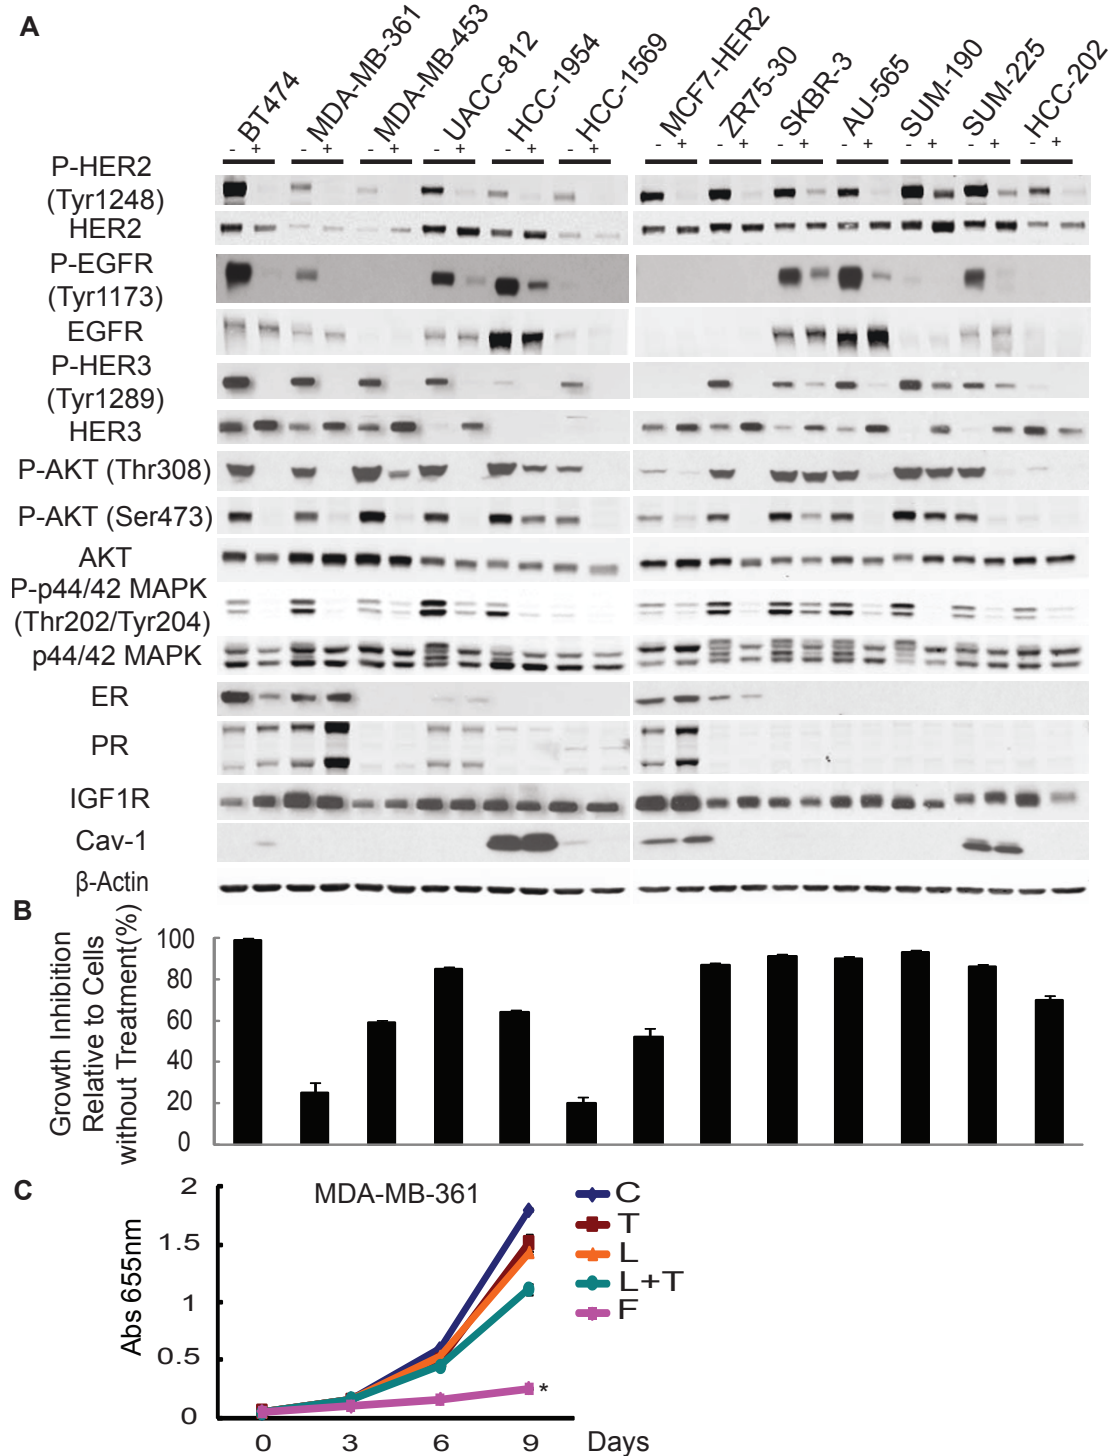 A
BT474 MDA-MB-361 MDA-MB-453 UACC-812 HCC-1954 HCC-1569 MCF7-HER2 ZR75-30 SKBR-3 AU-565 SUM-190 SUM-225 HCC-202
- + - + - + - + - + - + - + - + - + - + - + - + - +
P-HER2
(Tyr1248)
HER2
P-EGFR
(Tyr1173)
EGFR
P-HER3
(Tyr1289)
HER3
P-AKT (Thr308)
P-AKT (Ser473)
AKT
P-p44/42 MAPK
(Thr202/Tyr204)
p44/42 MAPK
ER
PR
IGF1R
Cav-1
β-Actin
B
Growth Inhibition
Relative to Cells
without Treatment(%)
100
80
60
40
20
0
C
MDA-MB-361
Abs 655nm
2
1.5
1
0.5
0
C
T
L
L+T
F
*
0 3 6 9 Days